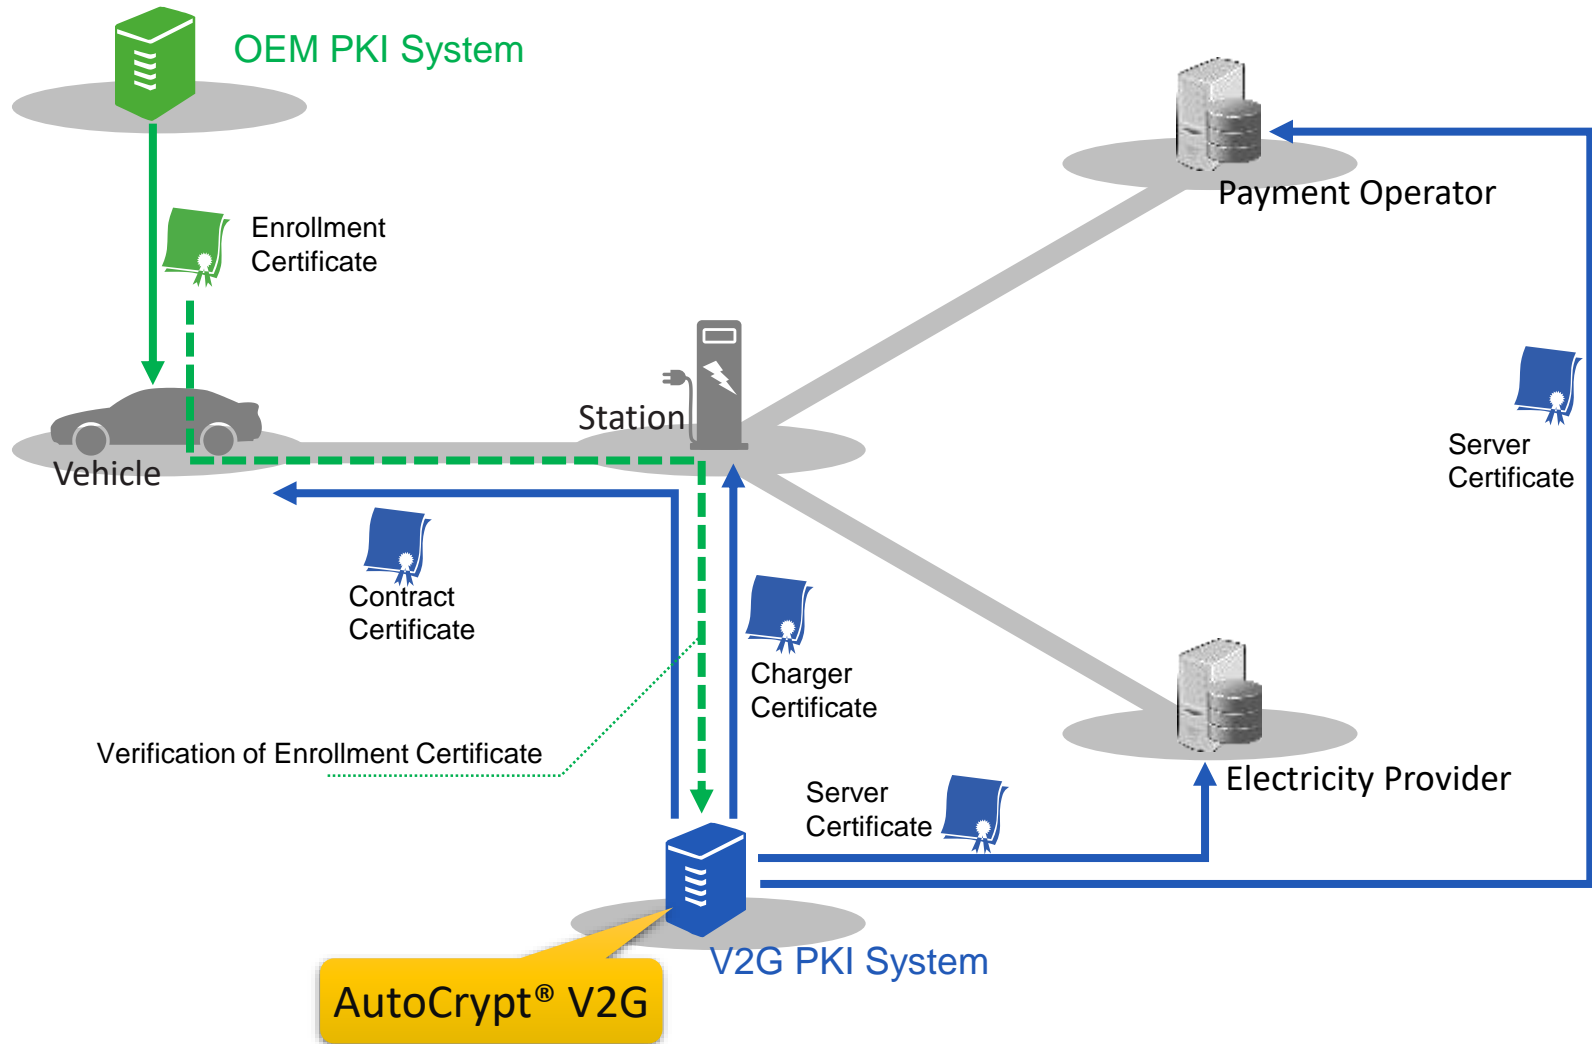 OEM PKI System
Payment Operator
Enrollment
Certificate
Station
Vehicle
Server
Certificate
Contract
Certificate
Charger
Certificate
Verification of Enrollment Certificate
Electricity Provider
Server
Certificate
V2G PKI System
AutoCrypt® V2G